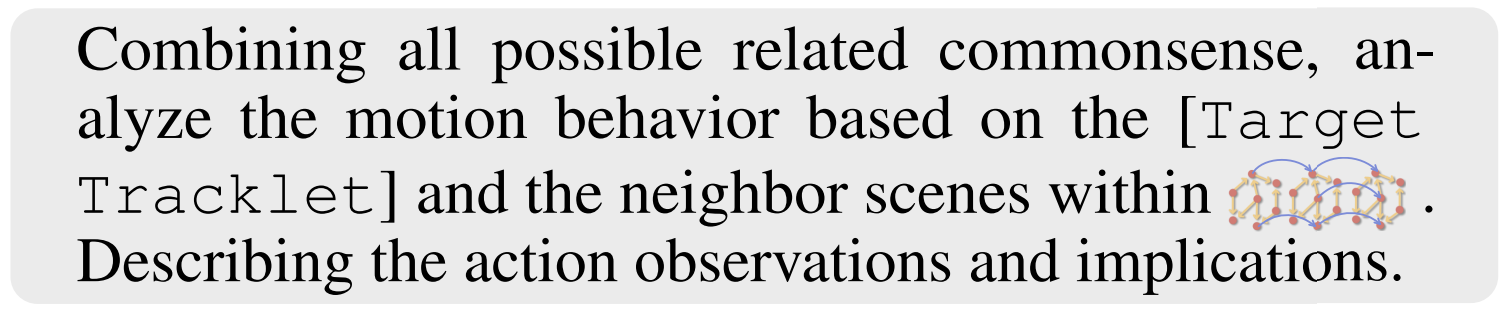 Combining all possible related commonsense, an-
alyze the motion behavior based on the [Target
Tracklet] and the neighbor scenes within .
Describing the action observations and implications.